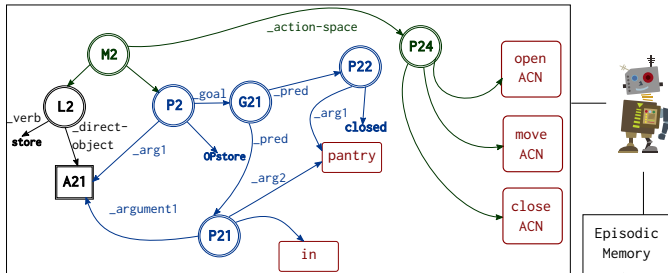 _action-space
M2
P24
open
ACN
P22
L2
P2
_goal
G21
_pred
_verb
store
_direct-
object
_arg1
OPstore
_pred
_arg1
closed
pantry
move
ACN
A21
_arg2
_argument1
P21
in
close
ACN
Episodic
Memory